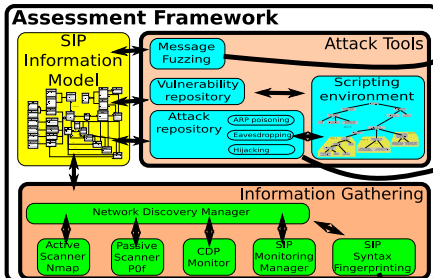 Assessment Framework
SIP
Information
Model
Attack Tools
Message
Fuzzing
Vulnerability
repository
Attack
repository
ARP poisoning
Eavesdropping
Hijacking
Scripting
environment
Information Gathering
Network Discovery Manager
Active
Scanner
Nmap
Passive
Scanner
P0f
CDP
Monitor
SIP
Monitoring
Manager
SIP
Syntax
Fingerprinting